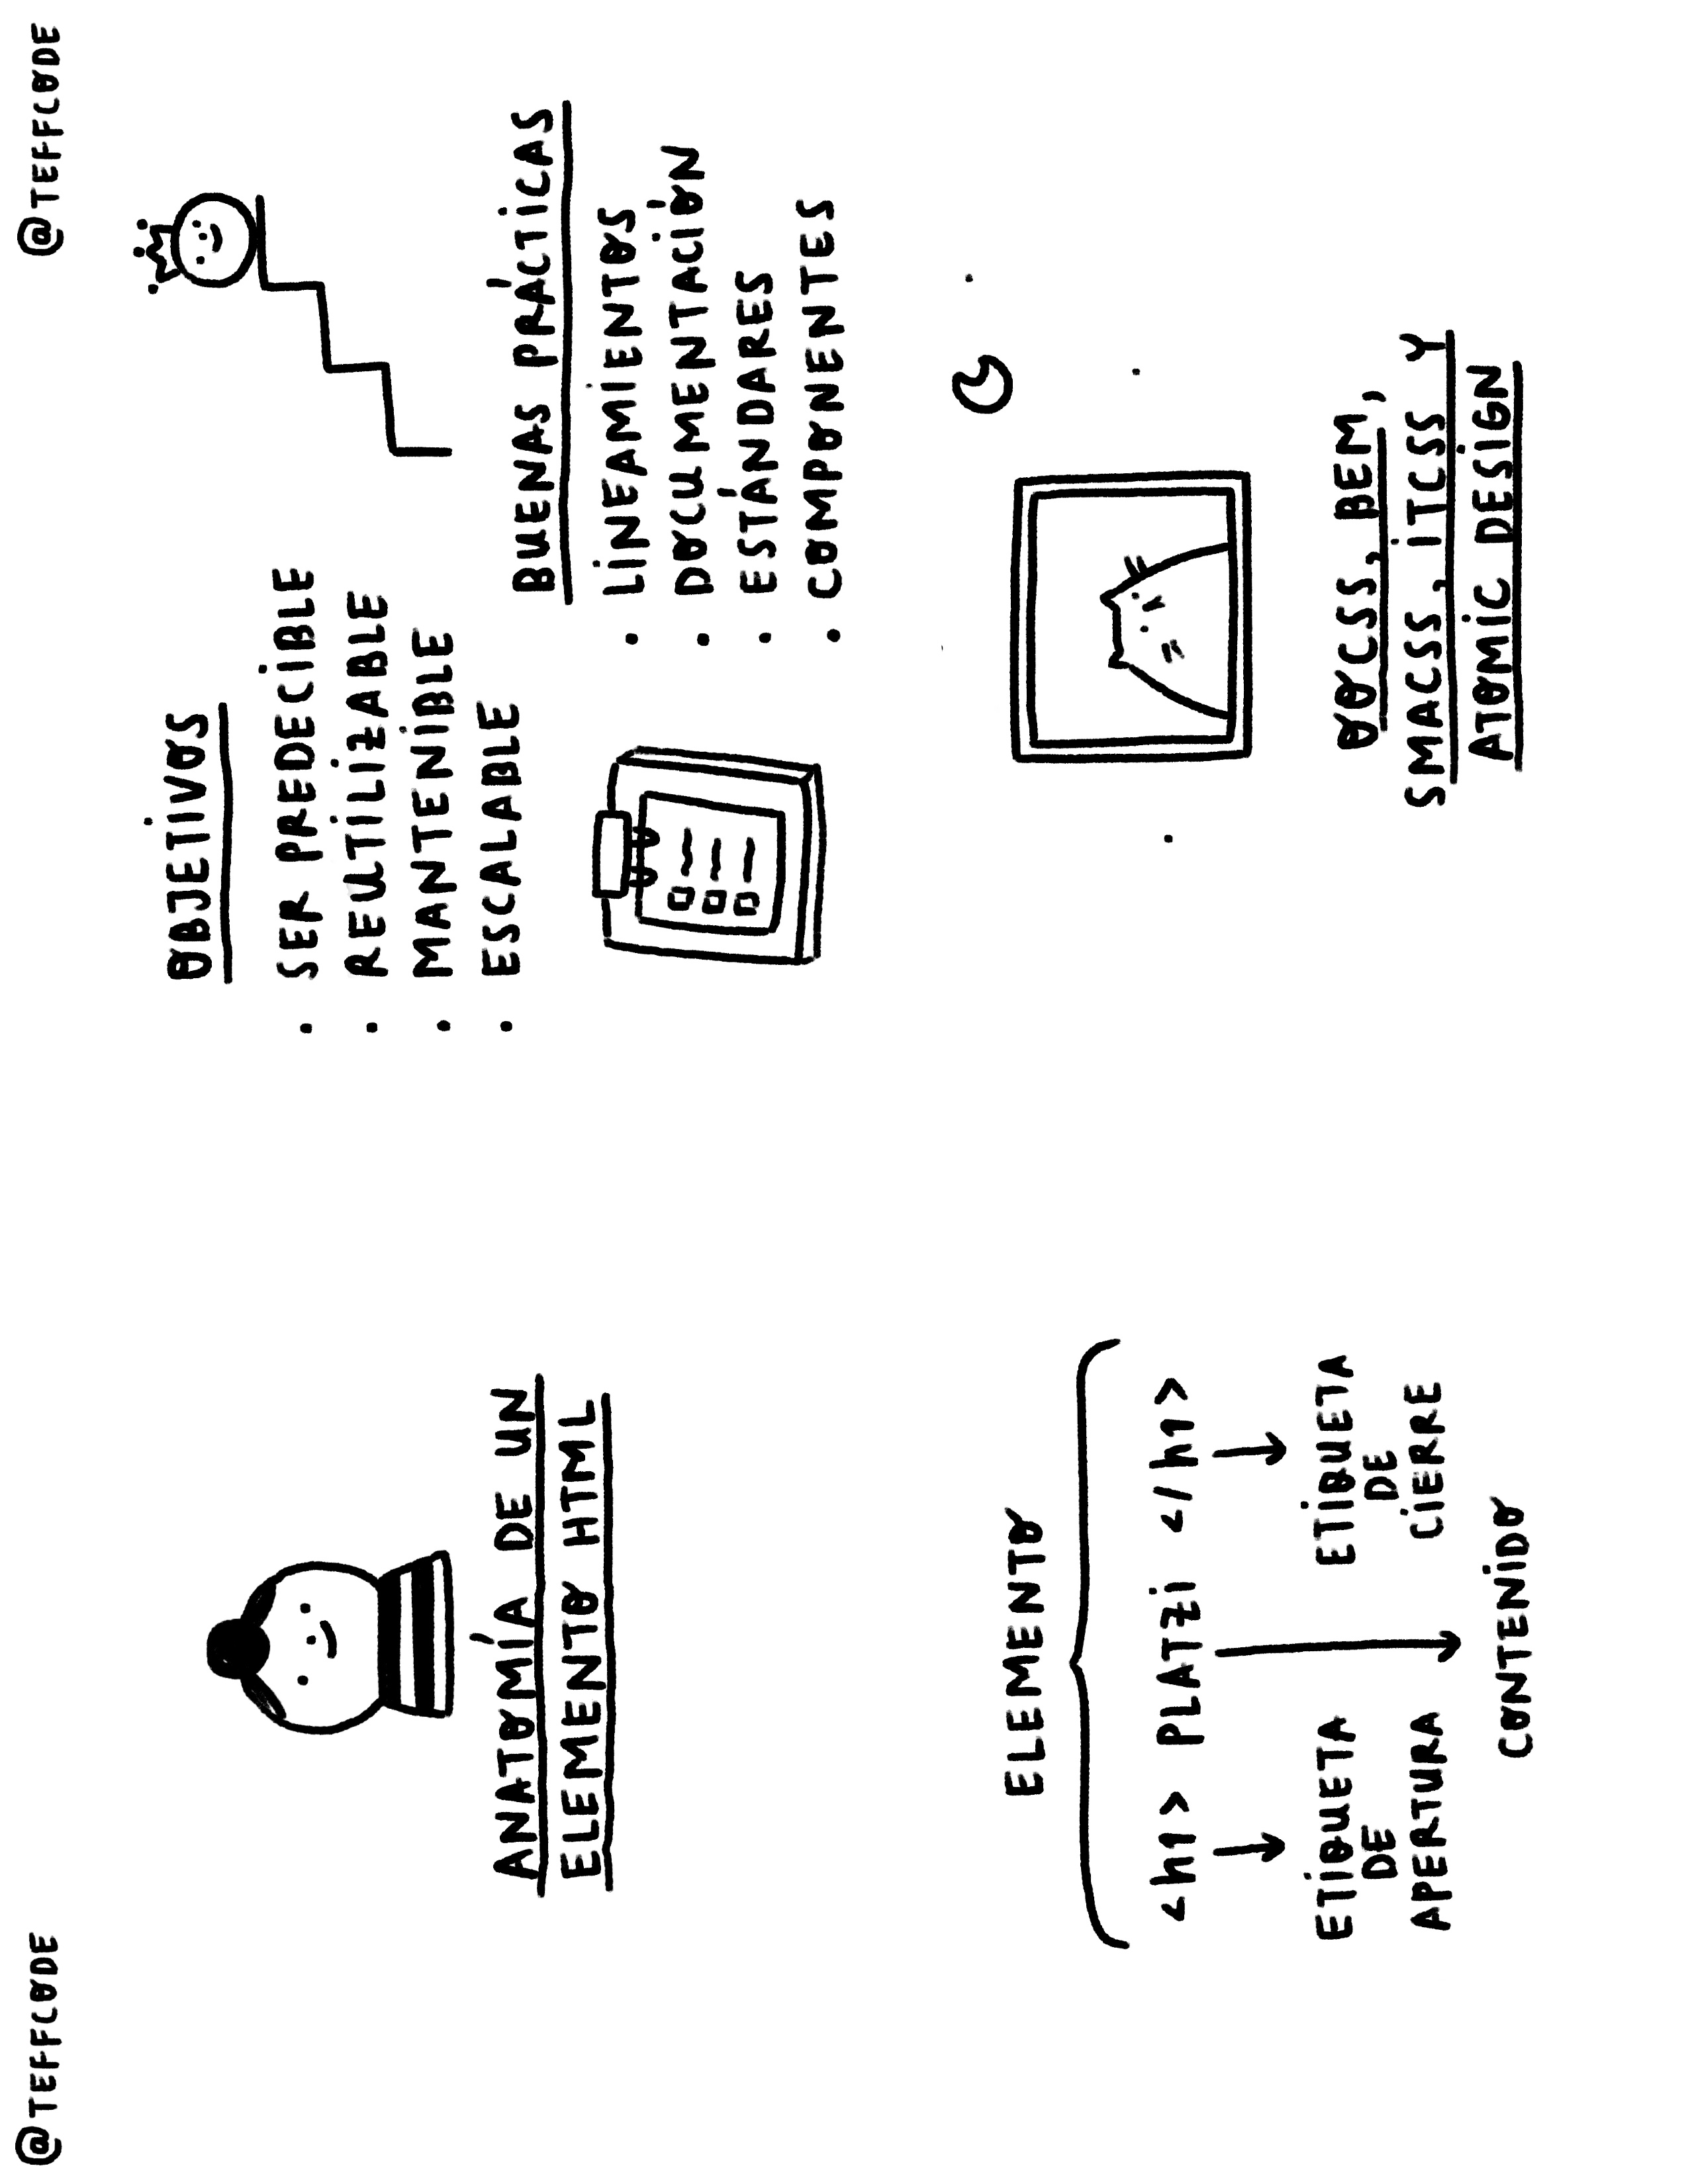 @TEFFCODE
ANATOMÍA DE UN
ELEMENTO HTML
ELEMENTO
<h1> PLATZi </h1>
ETiQUETA
DE
APERTURA
ETiQUETA
DE
CiERRE
CONTENiDO
@TEFFCODE
OBJETiVOS
. SER PREDECiBLE
. REUTiLiZABLE
. MANTENiBLE
. ESCALABLE
BUENAS PRÁCTiCAS
. LiNEAMiENTOS
. DOCUMENTACiÓN
. ESTÁNDARES
. COMPONENTES
OOCSS, BEM,
SMACSS, iTCSS Y
ATOMiC DESiGN